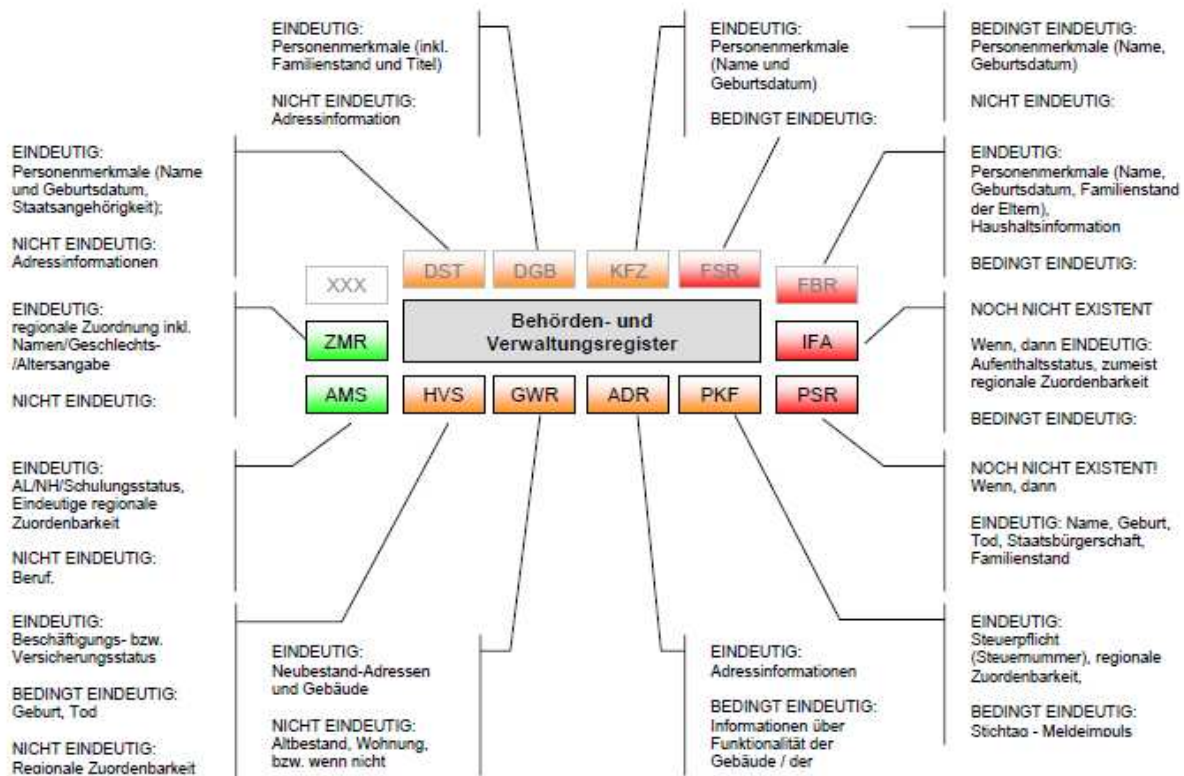 EINDEUTIG:
Personenmerkmale (inkl.
Familienstand und Titel)
NICHT EINDEUTIG:
Adressinformation
EINDEUTIG:
Personenmerkmale
(Name und
Geburtsdatum)
BEDINGT EINDEUTIG:
BEDINGT EINDEUTIG:
Personenmerkmale (Name,
Geburtsdatum)
NICHT EINDEUTIG:
EINDEUTIG:
Personenmerkmale (Name
und Geburtsdatum,
Staatsangehörigkeit);
NICHT EINDEUTIG:
Adressinformationen
EINDEUTIG:
Personenmerkmale (Name,
Geburtsdatum, Familienstand
der Eltern),
Haushaltsinformation
BEDINGT EINDEUTIG:
XXX
DST
DGB
KFZ
FSR
FBR
EINDEUTIG:
regionale Zuordnung inkl.
Namen/Geschlechts-
/Altersangabe
NICHT EINDEUTIG:
ZMR
Behörden- und
Verwaltungsregister
IFA
NOCH NICHT EXISTENT
Wenn, dann EINDEUTIG:
Aufenthaltsstatus, zumeist
regionale Zuordenbarkeit
BEDINGT EINDEUTIG:
AMS
HVS
GWR
ADR
PKF
PSR
EINDEUTIG:
AL/NH/Schulungsstatus,
Eindeutige regionale
Zuordenbarkeit
NICHT EINDEUTIG:
Beruf.
NOCH NICHT EXISTENT!
Wenn, dann
EINDEUTIG: Name, Geburt,
Tod, Staatsbürgerschaft,
Familienstand
EINDEUTIG:
Beschäftigungs- bzw.
Versicherungsstatus
BEDINGT EINDEUTIG:
Geburt, Tod
NICHT EINDEUTIG:
Regionale Zuordenbarkeit
EINDEUTIG:
Neubestand-Adressen
und Gebäude
NICHT EINDEUTIG:
Altbestand, Wohnung,
bzw. wenn nicht
EINDEUTIG:
Adressinformationen
BEDINGT EINDEUTIG:
Informationen über
Funktionalität der
Gebäude / der
EINDEUTIG:
Steuerpflicht
(Steuernummer), regionale
Zuordenbarkeit,
BEDINGT EINDEUTIG:
Stichtag - Meldeimpuls